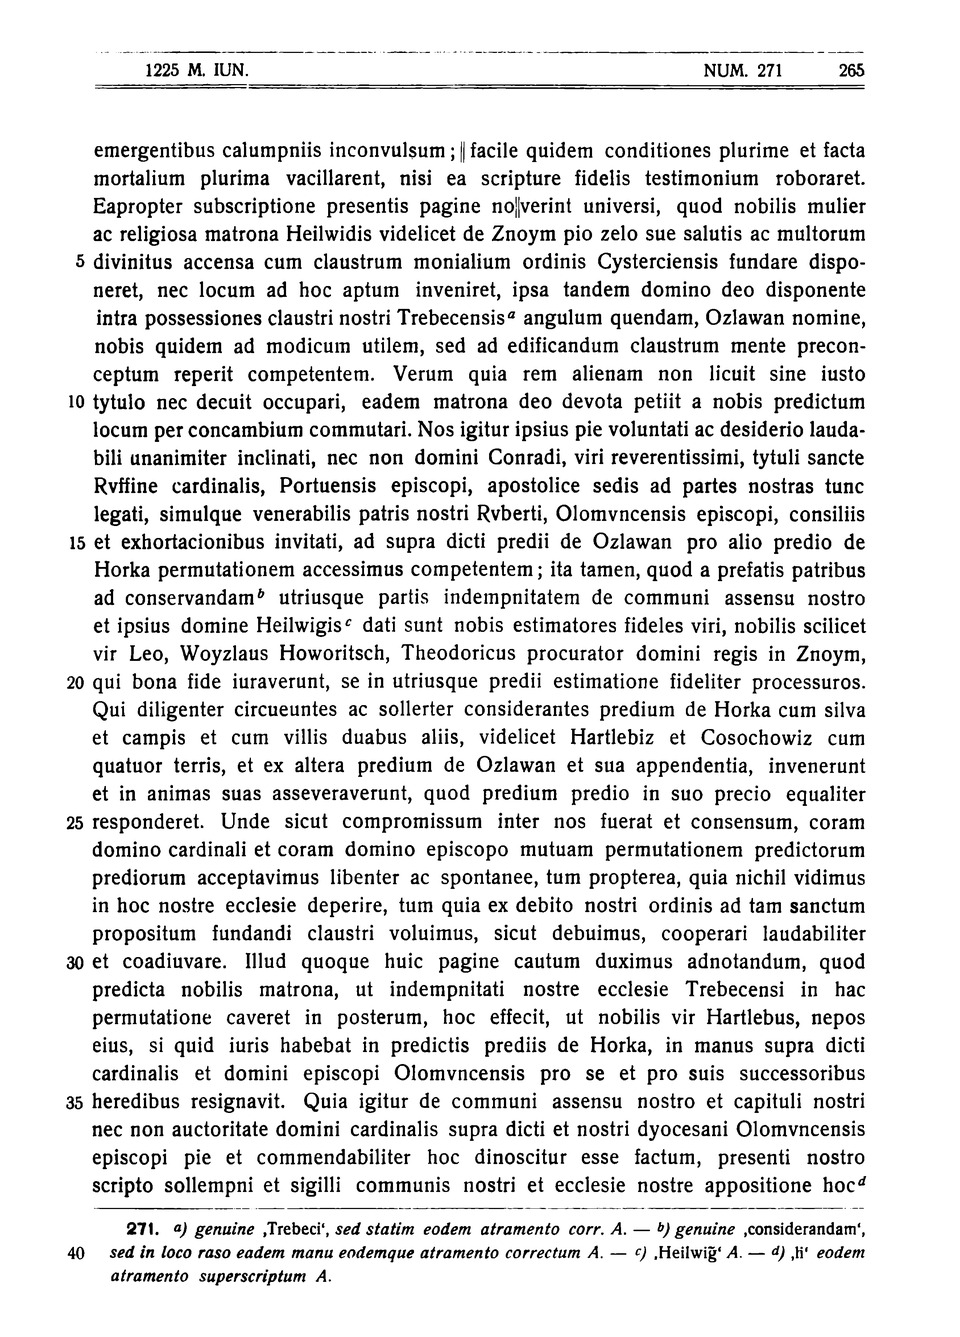 1225 M. IUN. NUM. 271 265
emergentibus calumpniis inconvulsum; || facile quidem conditiones plurime et facta
mortalium plurima vacillarent, nisi ea scripture fidelis testimonium roboraret.
Eapropter subscriptione presentis pagine no||verint universi, quod nobilis mulier
ac religiosa matrona Heilwidis videlicet de Znoym pio zelo sue salutis ac multorum
5 divinitus accensa cum claustrum monialium ordinis Cysterciensis fundare dispo-
neret, nec locum ad hoc aptum inveniret, ipsa tandem domino deo disponente
intra possessiones claustri nostri Trebecensis a angulum quendam, Ozlawan nomine,
nobis quidem ad modicum utilem, sed ad edificandum claustrum mente precon-
ceptum reperit competentem. Verum quia rem alienam non licuit sine iusto
10 tytulo nec decuit occupari, eadem matrona deo devota petiit a nobis predictum
locum per concambium commutari. Nos igitur ipsius pie voluntati ac desiderio lauda-
bili unanimiter inclinati, nec non domini Conradi, viri reverentissimi, tytuli sancte
Rvffine cardinalis, Portuensis episcopi, apostolice sedis ad partes nostras tunc
legati, simulque venerabilis patris nostri Rvberti, Olomvncensis episcopi, consiliis
15 et exhortacionibus invitati, ad supra dicti predii de Ozlawan pro alio predio de
Horka permutationem accessimus competentem; ita tamen, quod a prefatis patribus
ad conservandam b utriusque partis indempnitatem de communi assensu nostro
et ipsius domine Heilwigis c dati sunt nobis estimatores fideles viri, nobilis scilicet
vir Leo, Woyzlaus Howoritsch, Theodoricus procurator domini regis in Znoym,
20 qui bona fide iuraverunt, se in utriusque predii estimatione fideliter processuros.
Qui diligenter circueuntes ac sollerter considerantes predium de Horka cum silva
et campis et cum villis duabus aliis, videlicet Hartlebiz et Cosochowiz cum
quatuor terris, et ex altera predium de Ozlawan et sua appendentia, invenerunt
et in animas suas asseveraverunt, quod predium predio in suo precio equaliter
25 responderet. Unde sicut compromissum inter nos fuerat et consensum, coram
domino cardinali et coram domino episcopo mutuam permutationem predictorum
prediorum acceptavimus libenter ac spontanee, tum propterea, quia nichil vidimus
in hoc nostre ecclesie deperire, tum quia ex debito nostri ordinis ad tam sanctum
propositum fundandi claustri voluimus, sicut debuimus, cooperari laudabiliter
30 et coadiuvare. Illud quoque huic pagine cautum duximus adnotandum, quod
predicta nobilis matrona, ut indempnitati nostre ecclesie Trebecensi in hac
permutatione caveret in posterum, hoc effecit, ut nobilis vir Hartlebus, nepos
eius, si quid iuris habebat in predictis prediis de Horka, in manus supra dicti
cardinalis et domini episcopi Olomvncensis pro se et pro suis successoribus
35 heredibus resignavit. Quia igitur de communi assensu nostro et capituli nostri
nec non auctoritate domini cardinalis supra dicti et nostri dyocesani Olomvncensis
episcopi pie et commendabiliter hoc dinoscitur esse factum, presenti nostro
scripto sollempni et sigilli communis nostri et ecclesie nostre appositione hoc d
271. a) genuine ‚Trebeci‘, sed statim eodem atramento corr. A. — b) genuine ‚considerandam‘,
40 sed in loco raso eadem manu eodemque atramento correctum A. — c) ‚Heilwig̃‘ A. — d) ‚li‘ eodem
atramento superscriptum A.